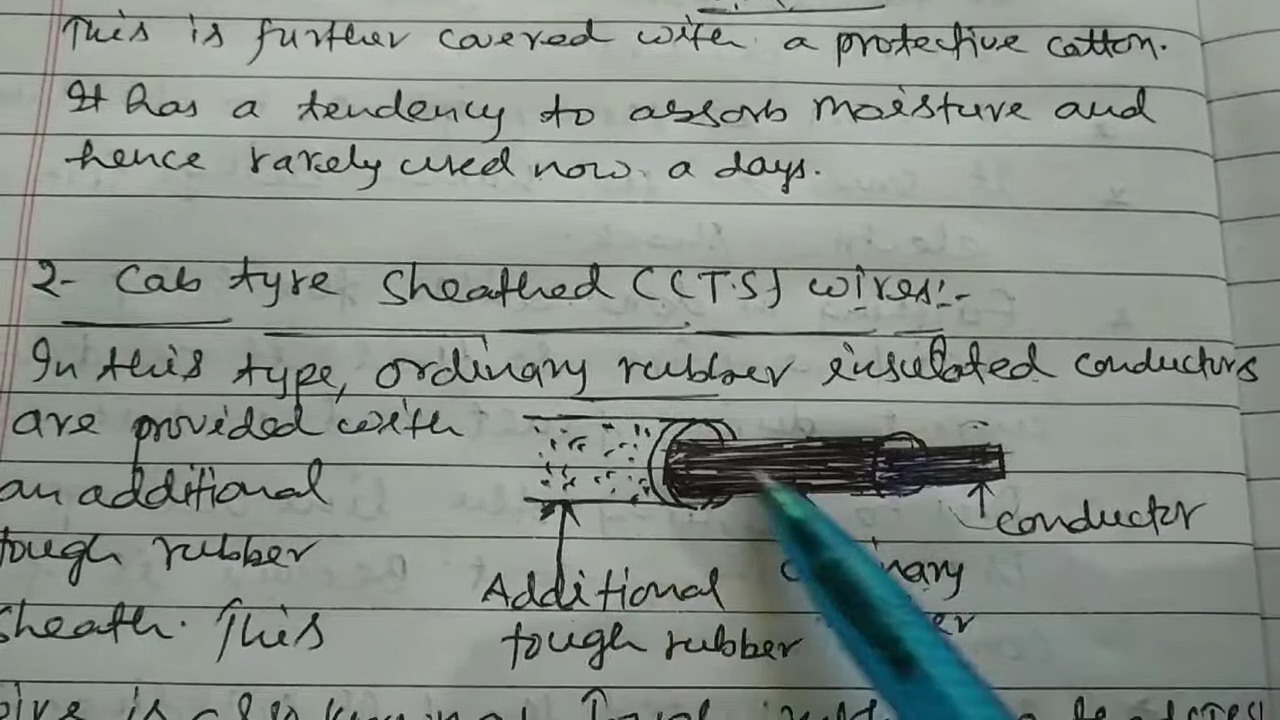 This is further covered with a protective cotton.
It has a tendency to absorb moisture and
hence rarely used now. a days.
2- Cab tyre Sheathed (C.T.S) wires:-
In this type, ordinary rubber insulated conductors
are provided with
an additional
tough rubber
sheath. This
conductor
Additional
tough rubber